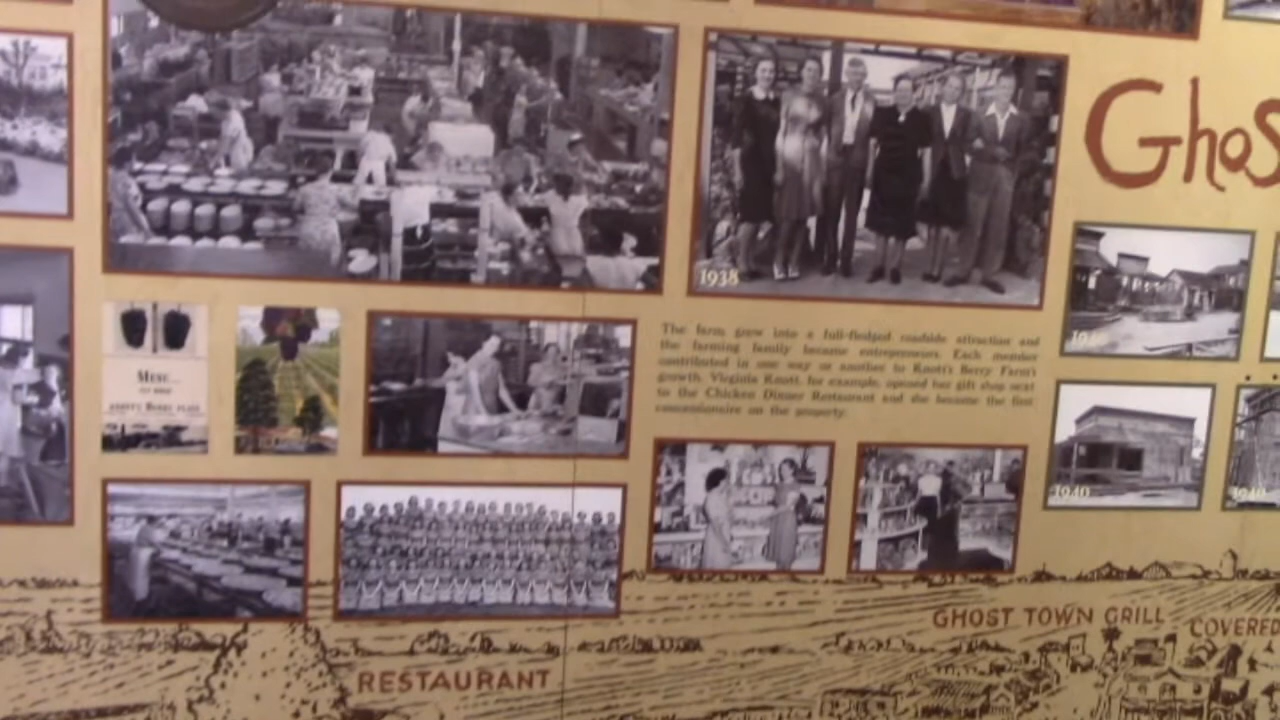 Ghos
1938
The farm grew into a full-fledged roadside attraction and
the farming family became entrepreneurs. Each member
contributed in one way or another to Knott's Berry Farm's
growth. Virginia Knott, for example, opened her gift shop next
to the Chicken Dinner Restaurant and she became the first
concessionaire on the property.
MENU
1940
1940
GHOST TOWN GRILL
COVERED
RESTAURANT